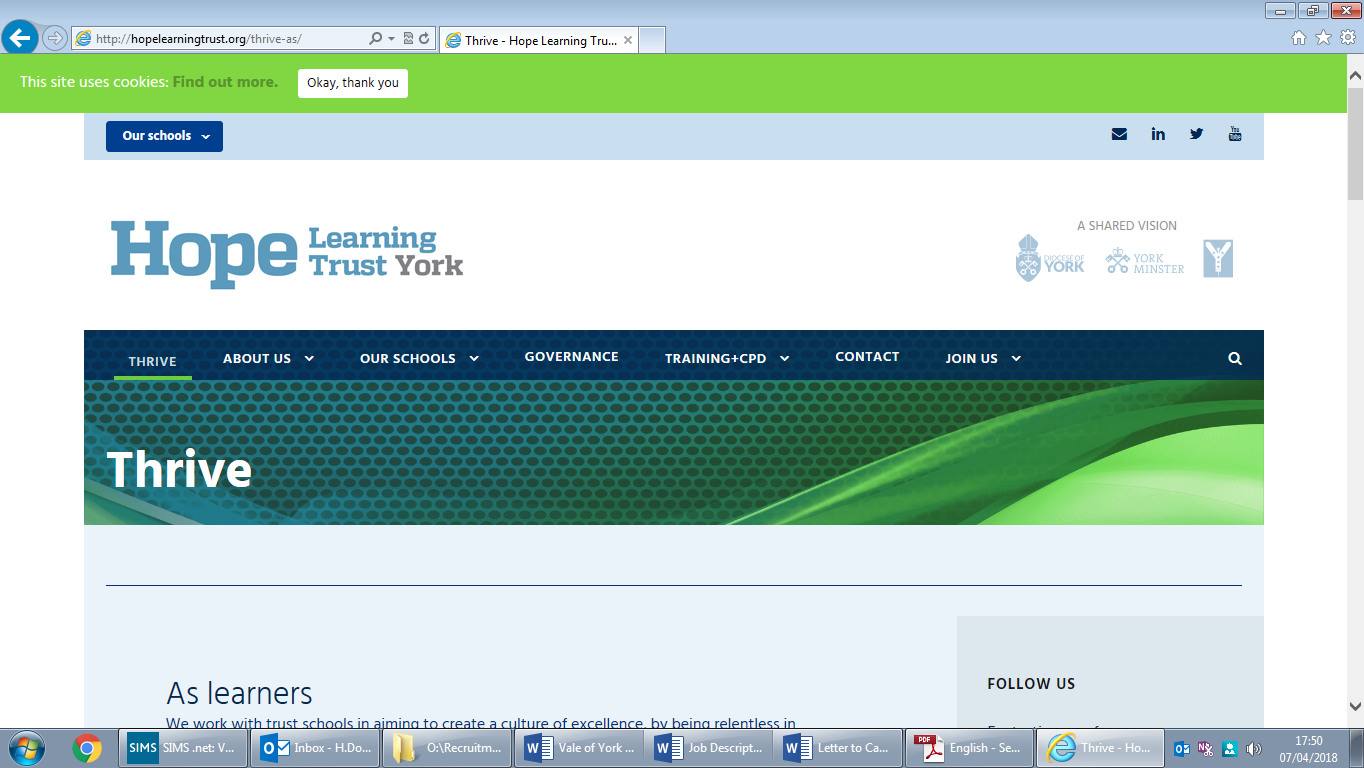 http://hopelearningtrust.org/thrive-as/
Thrive - Hope Learning Tru...
This site uses cookies: Find out more. Okay, thank you
Our schools
You Tube
Hope Learning Trust York
A SHARED VISION
DIOCESE OF YORK
YORK MINSTER
THRIVE ABOUT US OUR SCHOOLS GOVERNANCE TRAINING+CPD CONTACT JOIN US
Thrive
As learners
FOLLOW US
We work with trust schools in aiming to create a culture of excellence, by being relentless in
SIMS SIMS .net: V... Inbox - H.Do... O:\Recruitm... Vale of York ... Job Descript... Letter to Ca... PDF English - Se... Thrive - Ho... 17:50
07/04/2018